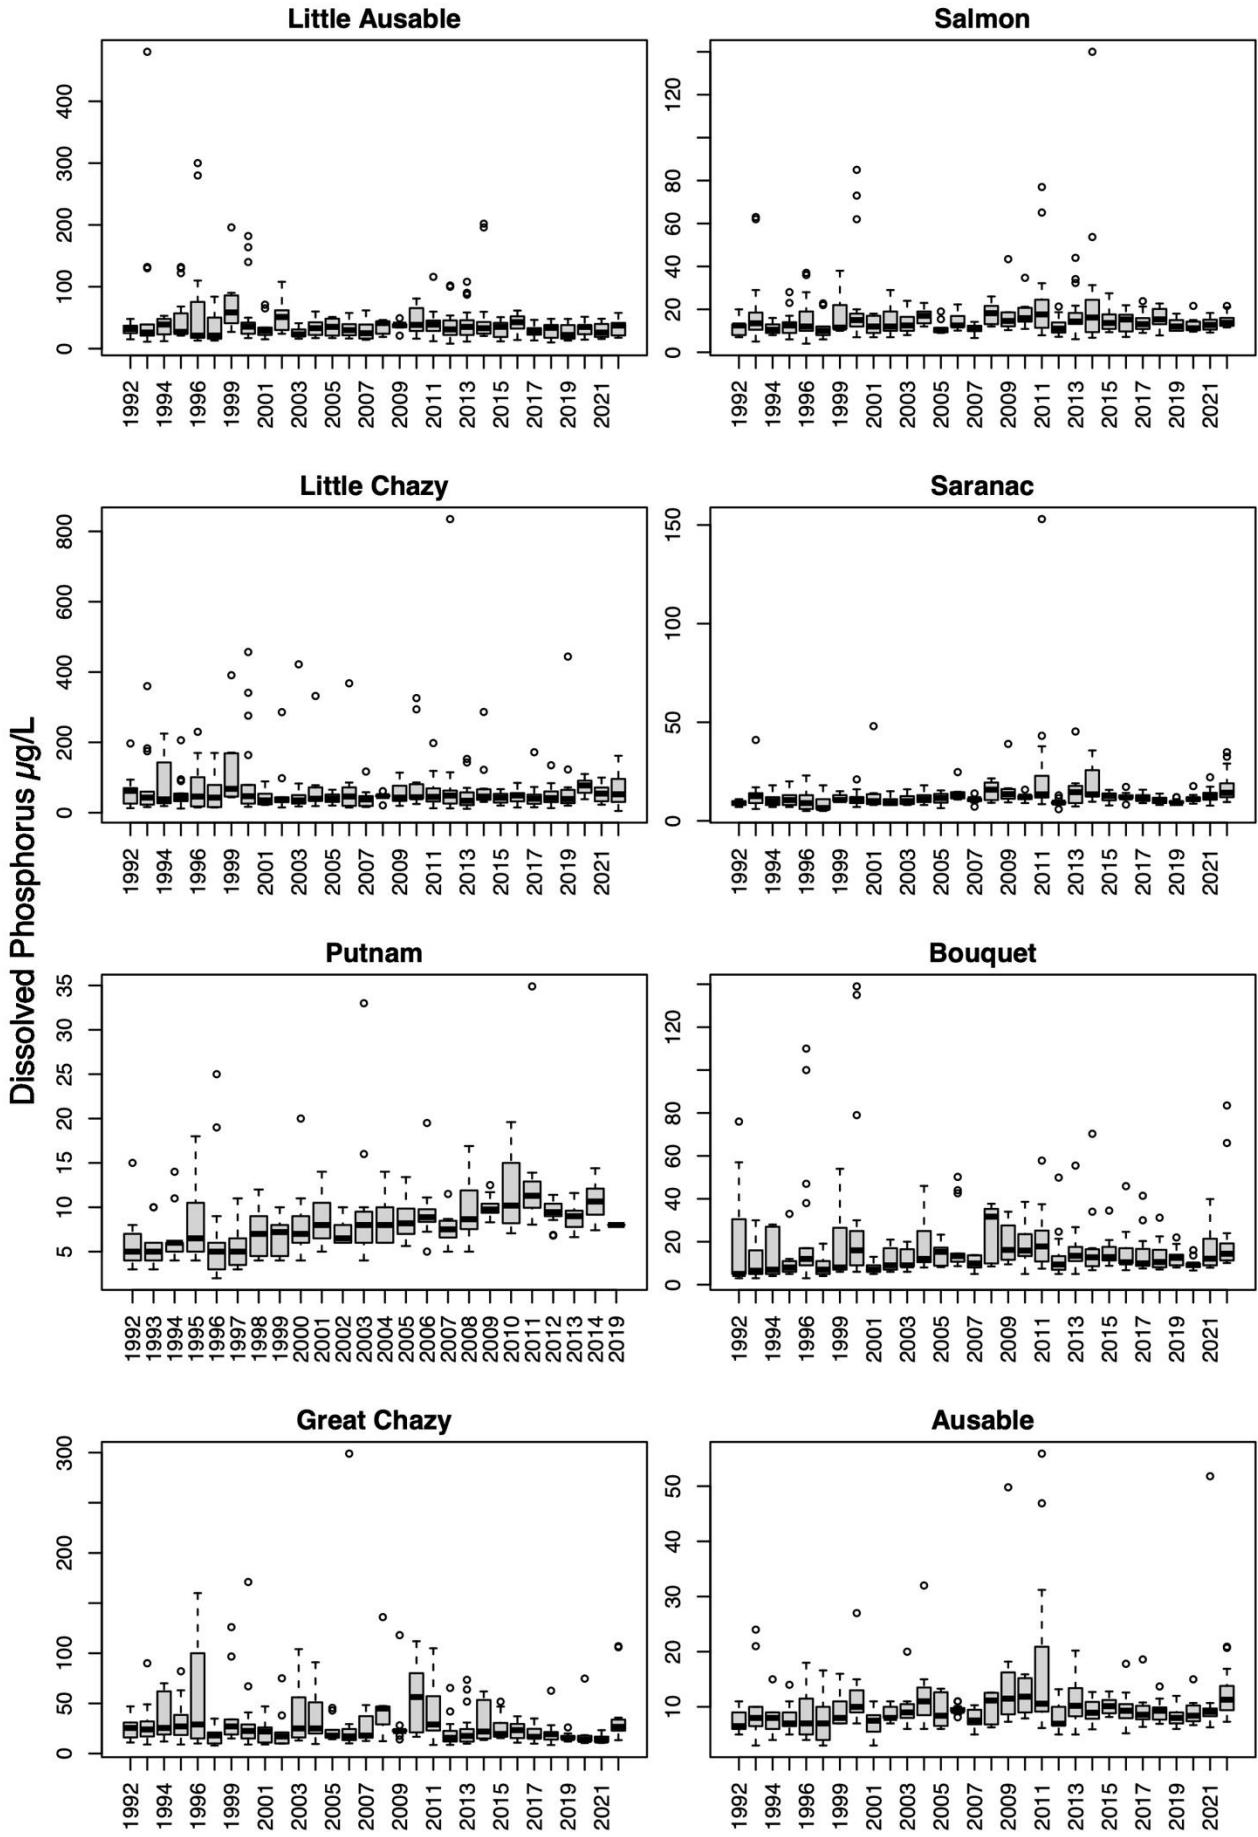 Dissolved Phosphorus µg/L
Little Ausable
0 100 200 300 400
1992 1994 1996 1999 2001 2003 2005 2007 2009 2011 2013 2015 2017 2019 2021
Salmon
0 20 40 60 80 120
1992 1994 1996 1999 2001 2003 2005 2007 2009 2011 2013 2015 2017 2019 2021
Little Chazy
0 200 400 600 800
1992 1994 1996 1999 2001 2003 2005 2007 2009 2011 2013 2015 2017 2019 2021
Saranac
0 50 100 150
1992 1994 1996 1999 2001 2003 2005 2007 2009 2011 2013 2015 2017 2019 2021
Putnam
5 10 15 20 25 30 35
1992 1993 1994 1995 1996 1997 1998 1999 2000 2001 2002 2003 2004 2005 2006 2007 2008 2009 2010 2011 2012 2013 2014 2019
Bouquet
0 20 40 60 80 120
1992 1994 1996 1999 2001 2003 2005 2007 2009 2011 2013 2015 2017 2019 2021
Great Chazy
0 50 100 200 300
1992 1994 1996 1999 2001 2003 2005 2007 2009 2011 2013 2015 2017 2019 2021
Ausable
10 20 30 40 50
1992 1994 1996 1999 2001 2003 2005 2007 2009 2011 2013 2015 2017 2019 2021